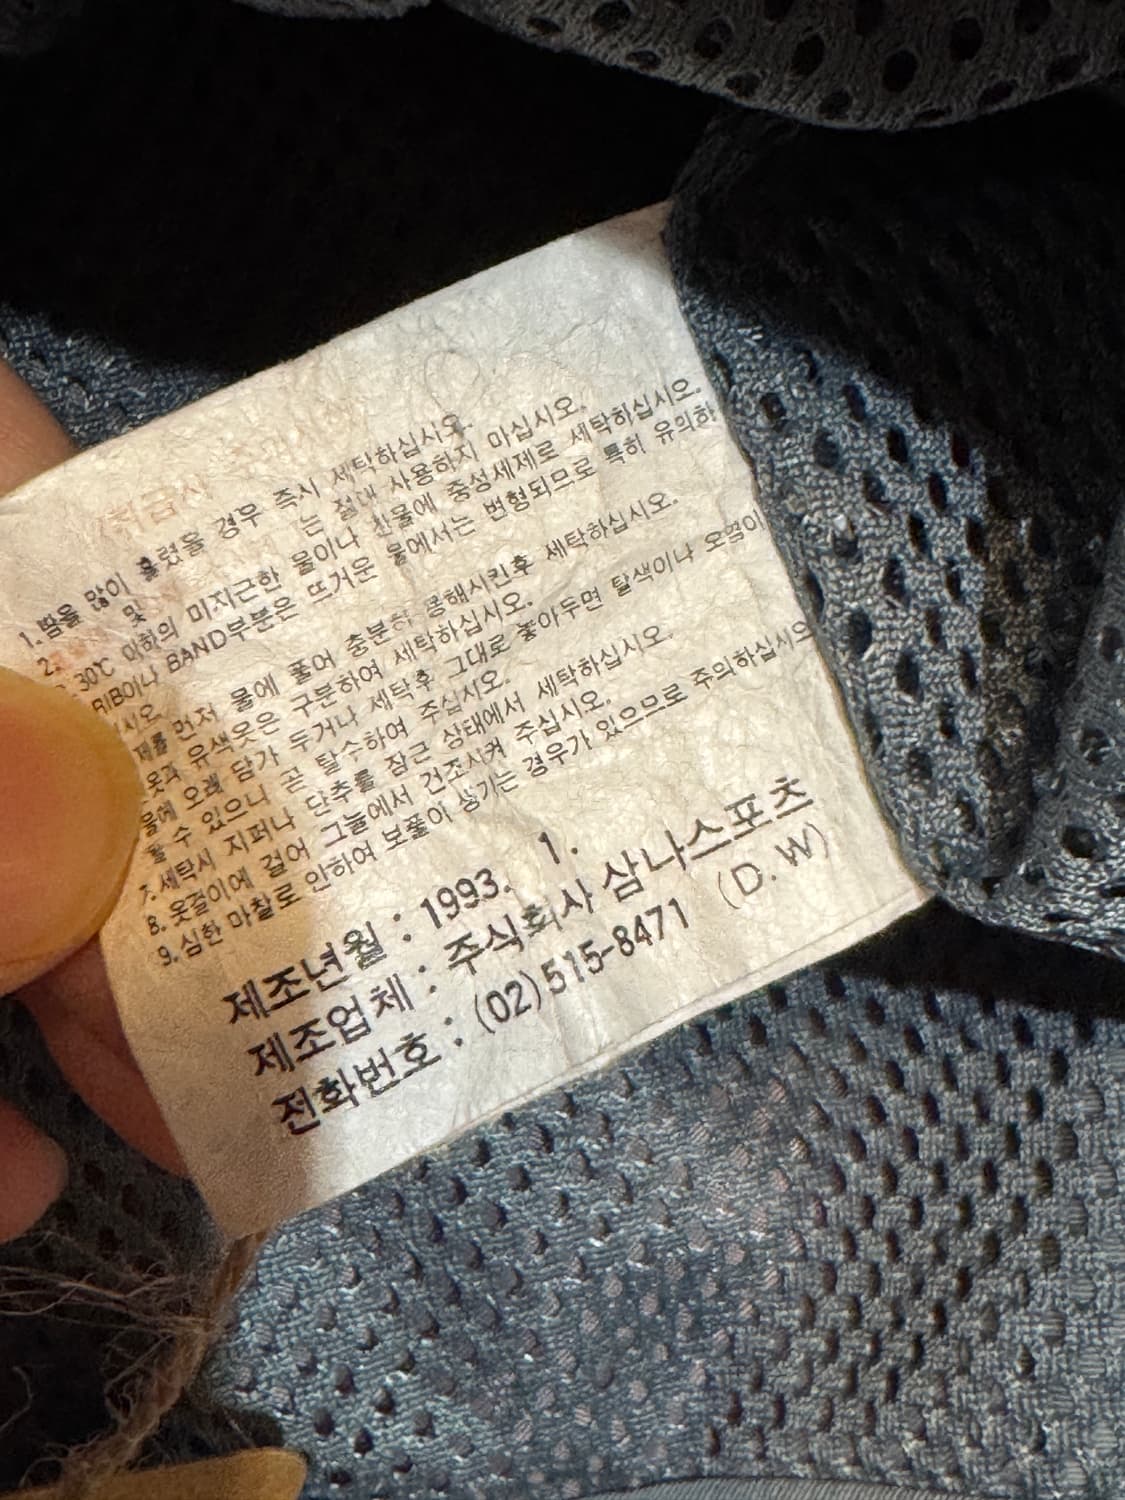 취급시
1. 땀을 많이 흘렸을 경우 즉시 세탁하십시오.
2. 및 는 절대 사용하지 마십시오.
30℃ 이하의 미지근한 물이나 찬물에 중성세제로 세탁하십시오.
RIB이나 BAND부분은 뜨거운 물에서는 변형되므로 특히 유의하
시오.
제를 먼저 물에 풀어 충분히 용해시킨후 세탁하십시오.
옷과 유색옷은 구분하여 세탁하십시오.
물에 오래 담가 두거나 세탁후 그대로 놓아두면 탈색이나 오염이
할 수 있으니 곧 탈수하여 주십시오.
7. 세탁시 지퍼나 단추를 잠근 상태에서 세탁하십시오.
8. 옷걸이에 걸어 그늘에서 건조시켜 주십시오.
9. 심한 마찰로 인하여 보풀이 생기는 경우가 있으므로 주의하십시오
제조년월 : 1993. 1.
제조업체 : 주식회사 삼나스포츠
전화번호 : (02)515-8471 (D.W)